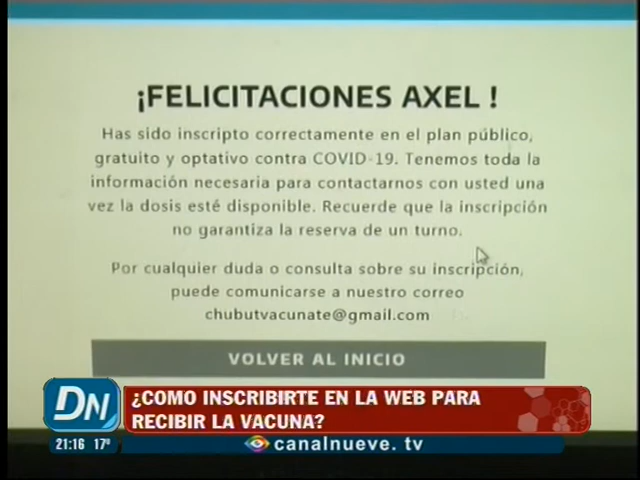 ¡FELICITACIONES AXEL !
Has sido inscripto correctamente en el plan público,
gratuito y optativo contra COVID-19. Tenemos toda la
información necesaria para contactarnos con usted una
vez la dosis esté disponible. Recuerde que la inscripción
no garantiza la reserva de un turno.
Por cualquier duda o consulta sobre su inscripción,
puede comunicarse a nuestro correo
chubutvacunate@gmail.com
VOLVER AL INICIO
DN
¿COMO INSCRIBIRTE EN LA WEB PARA
RECIBIR LA VACUNA?
21:16 17º
canalnueve.tv